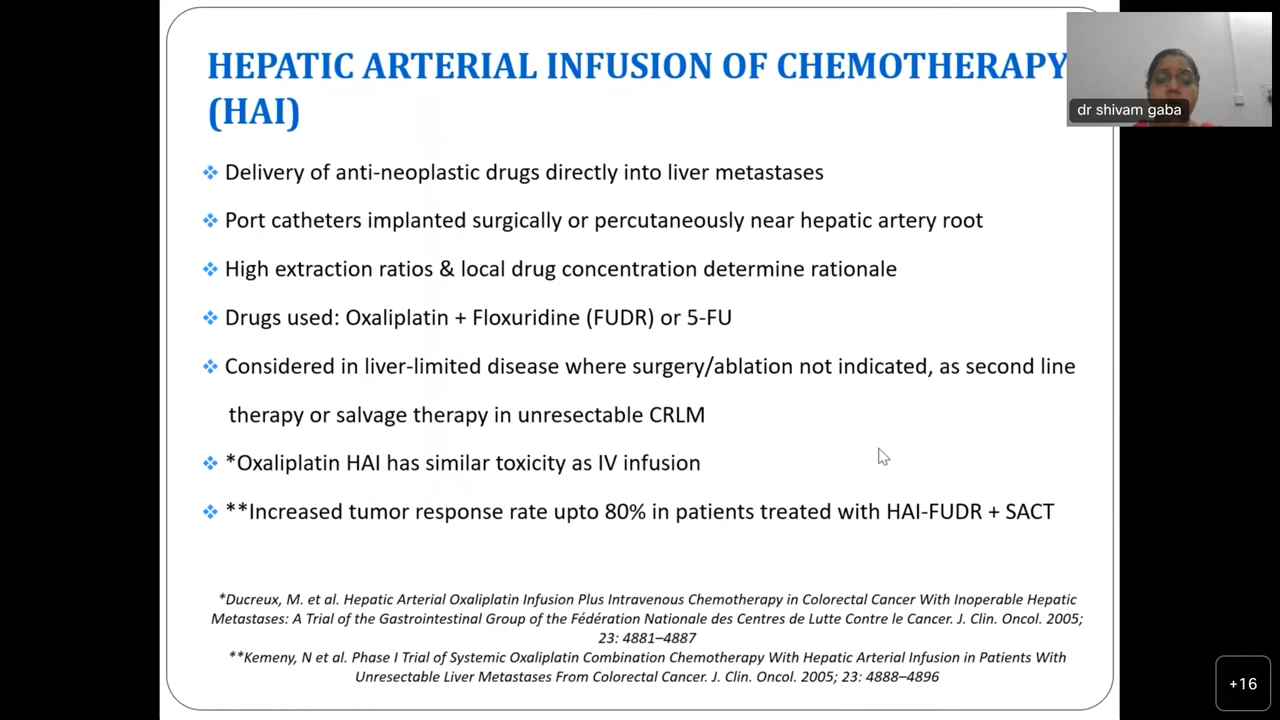 HEPATIC ARTERIAL INFUSION OF CHEMOTHERAPY
(HAI)
dr shivam gaba
Delivery of anti-neoplastic drugs directly into liver metastases
Port catheters implanted surgically or percutaneously near hepatic artery root
High extraction ratios & local drug concentration determine rationale
Drugs used: Oxaliplatin + Floxuridine (FUDR) or 5-FU
Considered in liver-limited disease where surgery/ablation not indicated, as second line
therapy or salvage therapy in unresectable CRLM
*Oxaliplatin HAI has similar toxicity as IV infusion
**Increased tumor response rate upto 80% in patients treated with HAI-FUDR + SACT
*Ducreux, M. et al. Hepatic Arterial Oxaliplatin Infusion Plus Intravenous Chemotherapy in Colorectal Cancer With Inoperable Hepatic
Metastases: A Trial of the Gastrointestinal Group of the Fédération Nationale des Centres de Lutte Contre le Cancer. J. Clin. Oncol. 2005;
23: 4881–4887
**Kemeny, N et al. Phase I Trial of Systemic Oxaliplatin Combination Chemotherapy With Hepatic Arterial Infusion in Patients With
Unresectable Liver Metastases From Colorectal Cancer. J. Clin. Oncol. 2005; 23: 4888–4896
+16